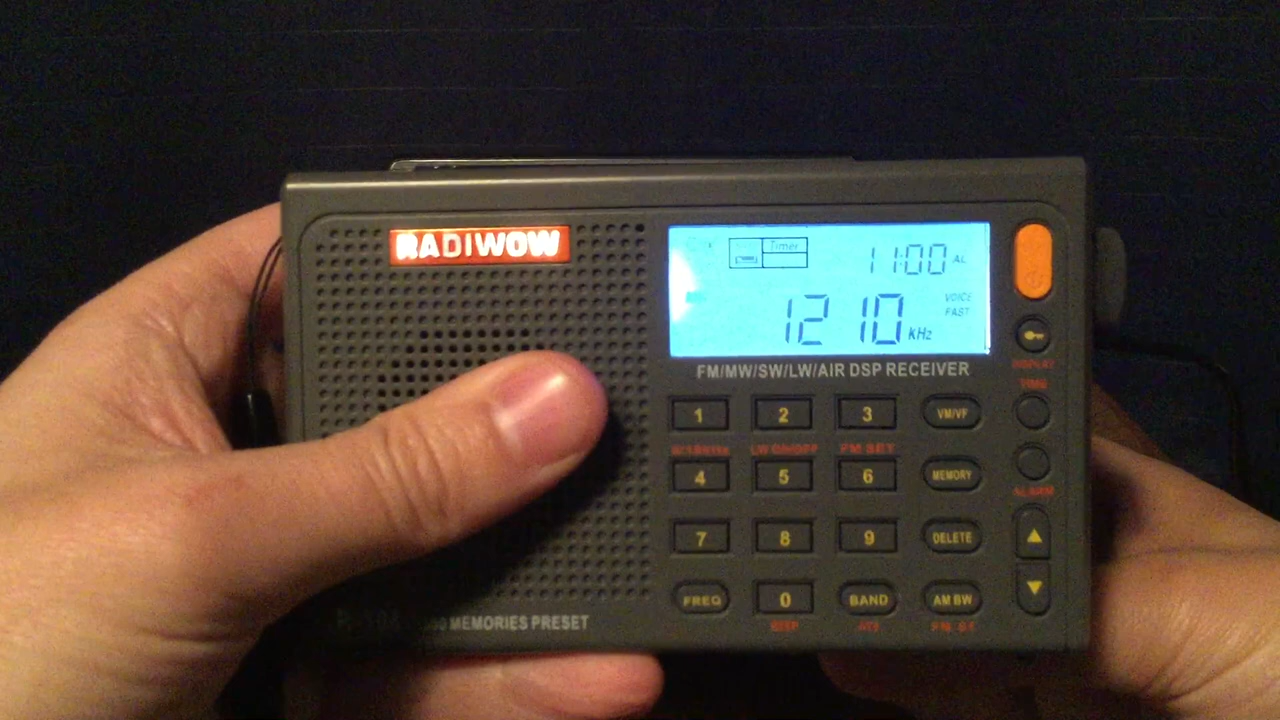 RADIWOW
Timer
11:00 AL
1210 KHz
VOICE
FAST
FM/MW/SW/LW/AIR DSP RECEIVER
DISPLAY
TIME
1 2 3 VM/VF
LW ON/OFF FM SET
4 5 6 MEMORY
ALARM
7 8 9 DELETE
FREQ 0 BAND AM BW
BEEP
MEMORIES PRESET